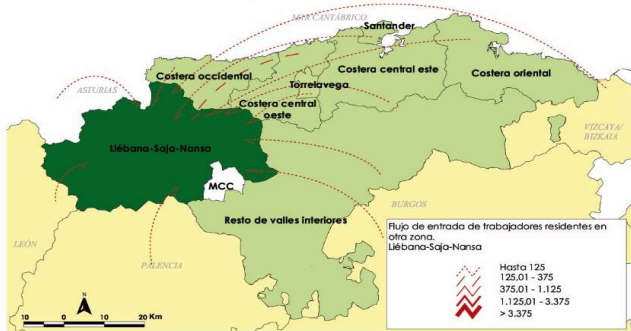 MAR CANTÁBRICO
Santander
ASTURIAS
Costera occidental
Costera central
este
Costera oriental
Torrelavega
Costera central
oeste
VIZCAYA/
BIZKAIA
Liébana-Saja-Nansa
MCC
BURGOS
Resto de valles interiores
LEÓN
PALENCIA
Flujo de entrada de trabajadores residentes en
otra zona.
Liébana-Saja-Nansa
Hasta 125
125,01 - 375
375,01 - 1.125
1.125,01 - 3.375
> 3.375
N
10 0 10 20 Km